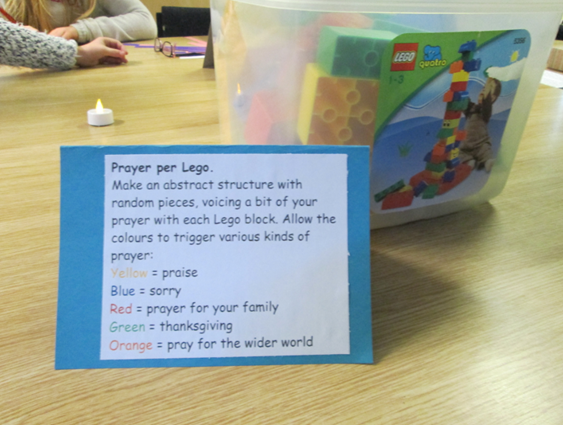 LEGO
quatro
1-3
Prayer per Lego.
Make an abstract structure with
random pieces, voicing a bit of your
prayer with each Lego block. Allow the
colours to trigger various kinds of
prayer:
Yellow = praise
Blue = sorry
Red = prayer for your family
Green = thanksgiving
Orange = pray for the wider world